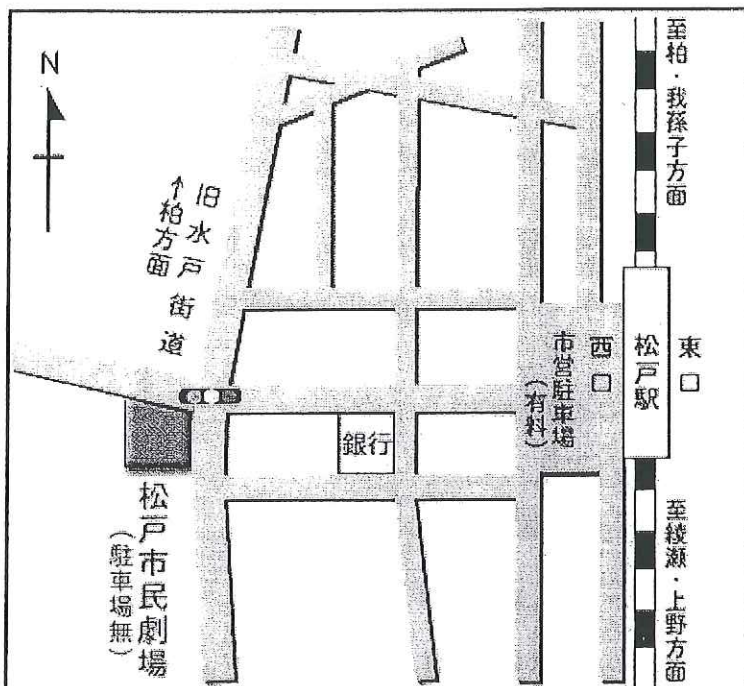 N
至柏・我孫子方面
旧水戸街道
↑柏方面
市営駐車場
(有料)
西口
松戸駅
東口
銀行
松戸市民劇場
(駐車場無)
至綾瀬・上野方面